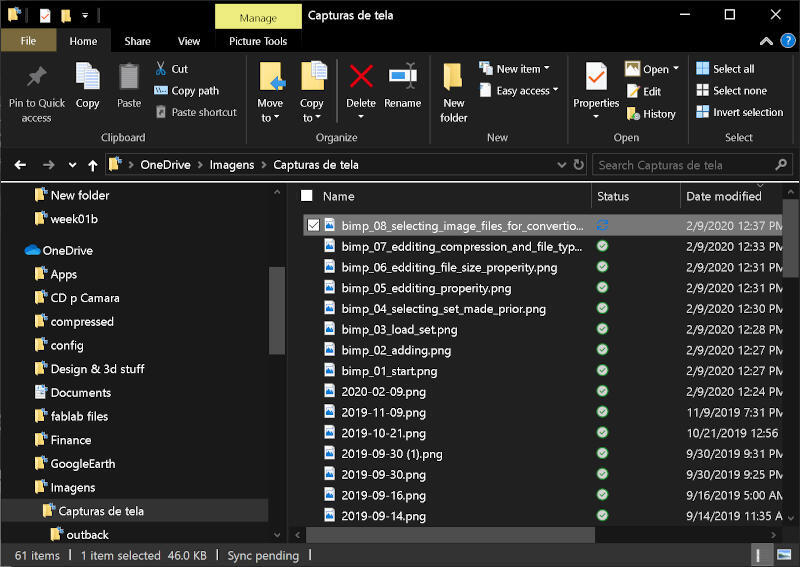 Manage
Capturas de tela
File
Home
Share
View
Picture Tools
Pin to Quick access
Copy
Paste
Cut
Copy path
Paste shortcut
Clipboard
Move to
Copy to
Delete
Rename
Organize
New folder
New item
Easy access
New
Properties
Open
Edit
History
Open
Select all
Select none
Invert selection
Select
OneDrive > Imagens > Capturas de tela
Search Capturas de tela
New folder
week01b
OneDrive
Apps
CD p Camara
compressed
config
Design & 3d stuff
Documents
fablab files
Finance
GoogleEarth
Imagens
Capturas de tela
outback
Name Status Date modified
bimp_08_selecting_image_files_for_convertio... 2/9/2020 12:37 PM
bimp_07_edditing_compression_and_file_typ... 2/9/2020 12:33 PM
bimp_06_edditing_file_size_properity.png 2/9/2020 12:31 PM
bimp_05_edditing_properity.png 2/9/2020 12:31 PM
bimp_04_selecting_set_made_prior.png 2/9/2020 12:30 PM
bimp_03_load_set.png 2/9/2020 12:28 PM
bimp_02_adding.png 2/9/2020 12:27 PM
bimp_01_start.png 2/9/2020 12:27 PM
2020-02-09.png 2/9/2020 12:24 PM
2019-11-09.png 11/9/2019 7:31 PM
2019-10-21.png 10/21/2019 12:56
2019-09-30 (1).png 9/30/2019 9:31 PM
2019-09-30.png 9/30/2019 9:25 PM
2019-09-16.png 9/16/2019 5:00 AM
2019-09-14.png 9/14/2019 11:35 A
61 items | 1 item selected 46.0 KB | Sync pending |